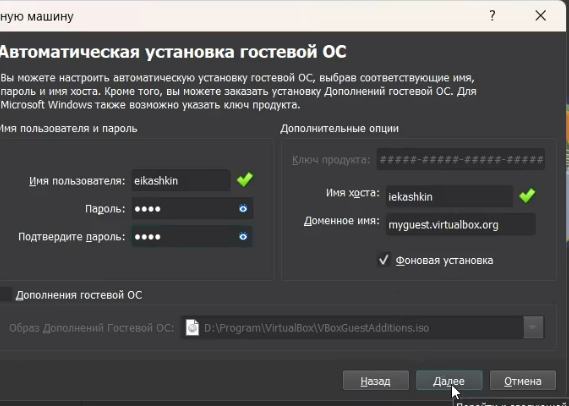 ную машину
?
Автоматическая установка гостевой ОС
Вы можете настроить автоматическую установку гостевой ОС, выбрав соответствующие имя,
пароль и имя хоста. Кроме того, вы можете заказать установку Дополнений гостевой ОС. Для
Microsoft Windows также возможно указать ключ продукта.
Имя пользователя и пароль
Имя пользователя: eikashkin
Пароль: ●●●●
Подтвердите пароль: ●●●●
Дополнительные опции
Ключ продукта: #####-#####-#####-#####
Имя хоста: iekashkin
Доменное имя: myguest.virtualbox.org
Фоновая установка
Дополнения гостевой ОС
Образ Дополнений Гостевой ОС: D:\Program\VirtualBox\VBoxGuestAdditions.iso
Назад Далее Отмена